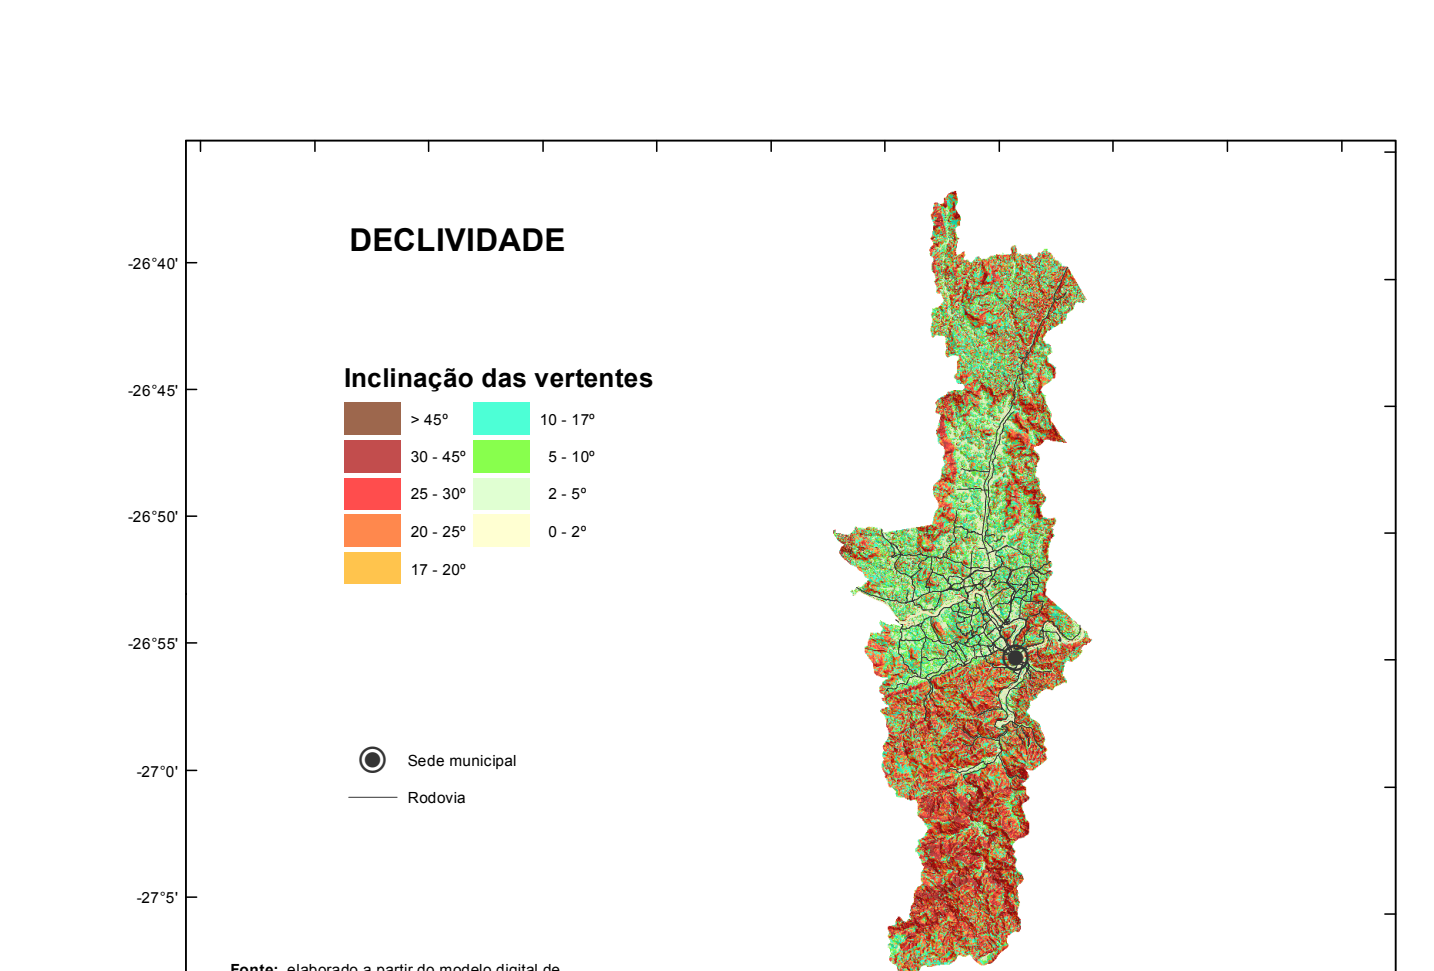 DECLIVIDADE
-26°40'
Inclinação das vertentes
-26°45'
> 45º 10 - 17º
30 - 45º 5 - 10º
25 - 30º 2 - 5º
20 - 25º 0 - 2º
17 - 20º
-26°50'
-26°55'
Sede municipal
-27°0'
Rodovia
-27°5'
Fonte: elaborado a partir do modelo digital de